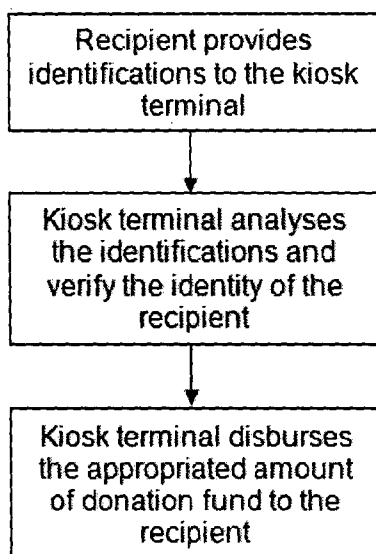 Recipient provides
identifications to the kiosk
terminal
Kiosk terminal analyses
the identifications and
verify the identity of the
recipient
Kiosk terminal disburses
the appropriated amount
of donation fund to the
recipient